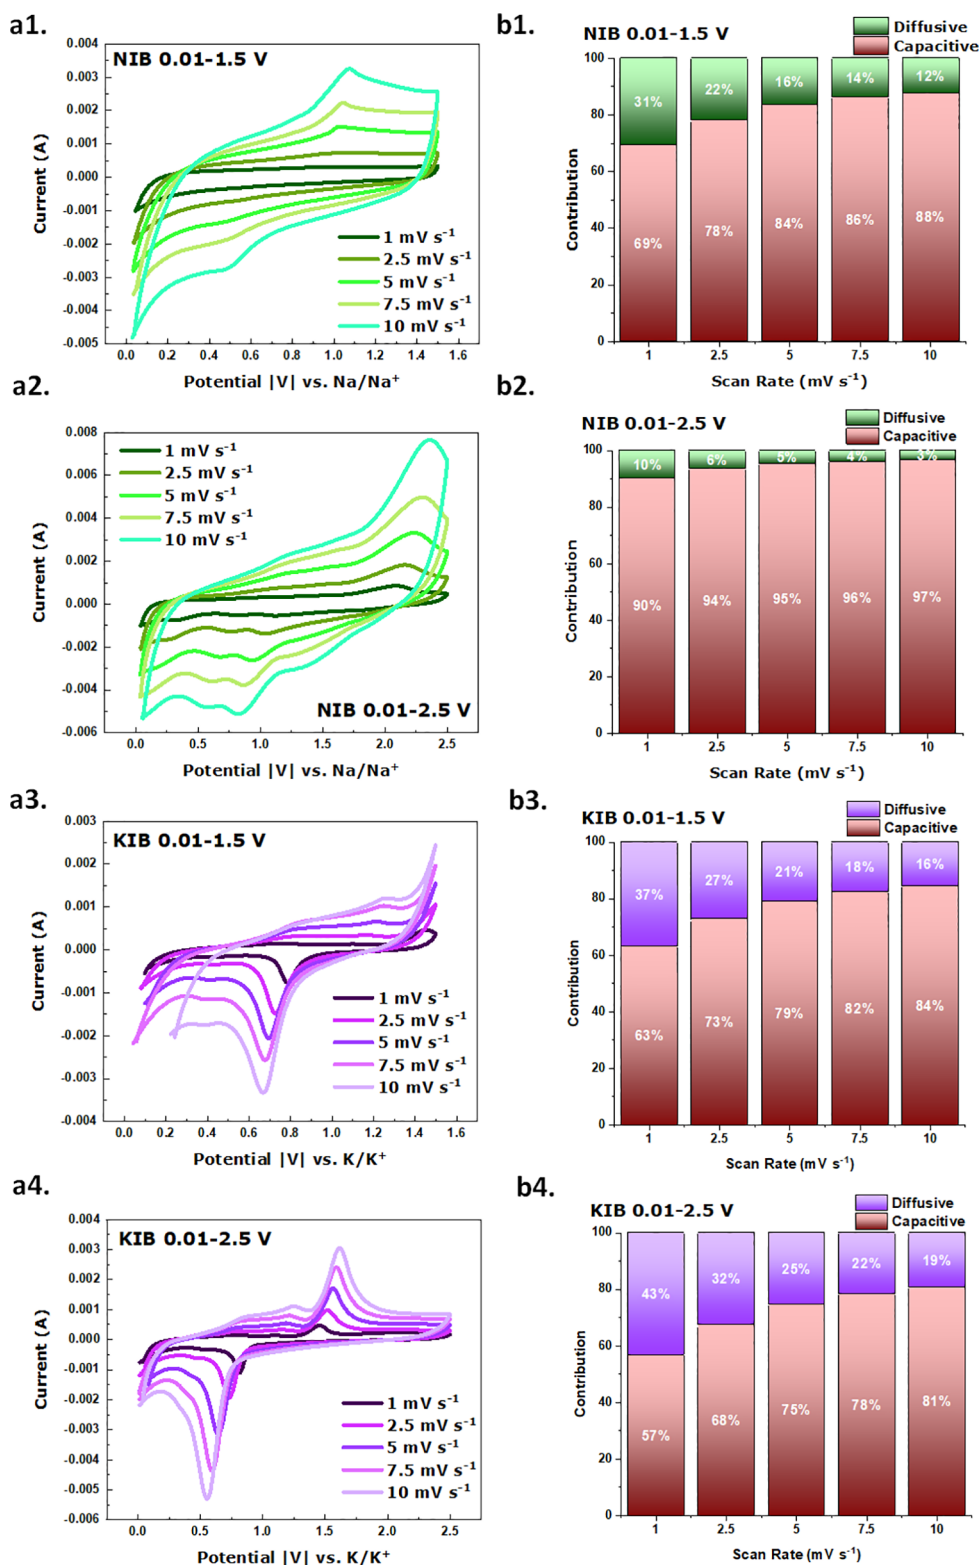 a1.
NIB 0.01-1.5 V
0.004
0.003
0.002
0.001
0.000
-0.001
-0.002
-0.003
-0.004
-0.005
Current (A)
1 mV s⁻¹
2.5 mV s⁻¹
5 mV s⁻¹
7.5 mV s⁻¹
10 mV s⁻¹
0.0 0.2 0.4 0.6 0.8 1.0 1.2 1.4 1.6
Potential |V| vs. Na/Na⁺
b1.
NIB 0.01-1.5 V
Diffusive
Capacitive
100
80
60
40
20
0
Contribution
31% 22% 16% 14% 12%
69% 78% 84% 86% 88%
1 2.5 5 7.5 10
Scan Rate (mV s⁻¹)
a2.
0.008
0.006
0.004
0.002
0.000
-0.002
-0.004
-0.006
Current (A)
1 mV s⁻¹
2.5 mV s⁻¹
5 mV s⁻¹
7.5 mV s⁻¹
10 mV s⁻¹
NIB 0.01-2.5 V
0.0 0.5 1.0 1.5 2.0 2.5
Potential |V| vs. Na/Na⁺
b2.
NIB 0.01-2.5 V
Diffusive
Capacitive
100
80
60
40
20
0
Contribution
10% 6% 5% 4% 3%
90% 94% 95% 96% 97%
1 2.5 5 7.5 10
Scan Rate (mV s⁻¹)
a3.
KIB 0.01-1.5 V
0.003
0.002
0.001
0.000
-0.001
-0.002
-0.003
-0.004
Current (A)
1 mV s⁻¹
2.5 mV s⁻¹
5 mV s⁻¹
7.5 mV s⁻¹
10 mV s⁻¹
0.0 0.2 0.4 0.6 0.8 1.0 1.2 1.4 1.6
Potential |V| vs. K/K⁺
b3.
KIB 0.01-1.5 V
Diffusive
Capacitive
100
80
60
40
20
0
Contribution
37% 27% 21% 18% 16%
63% 73% 79% 82% 84%
1 2.5 5 7.5 10
Scan Rate (mV s⁻¹)
a4.
KIB 0.01-2.5 V
0.004
0.003
0.002
0.001
0.000
-0.001
-0.002
-0.003
-0.004
-0.005
-0.006
Current (A)
1 mV s⁻¹
2.5 mV s⁻¹
5 mV s⁻¹
7.5 mV s⁻¹
10 mV s⁻¹
0.0 0.5 1.0 1.5 2.0 2.5
Potential |V| vs. K/K⁺
b4.
KIB 0.01-2.5 V
Diffusive
Capacitive
100
80
60
40
20
0
Contribution
43% 32% 25% 22% 19%
57% 68% 75% 78% 81%
1 2.5 5 7.5 10
Scan Rate (mV s⁻¹)